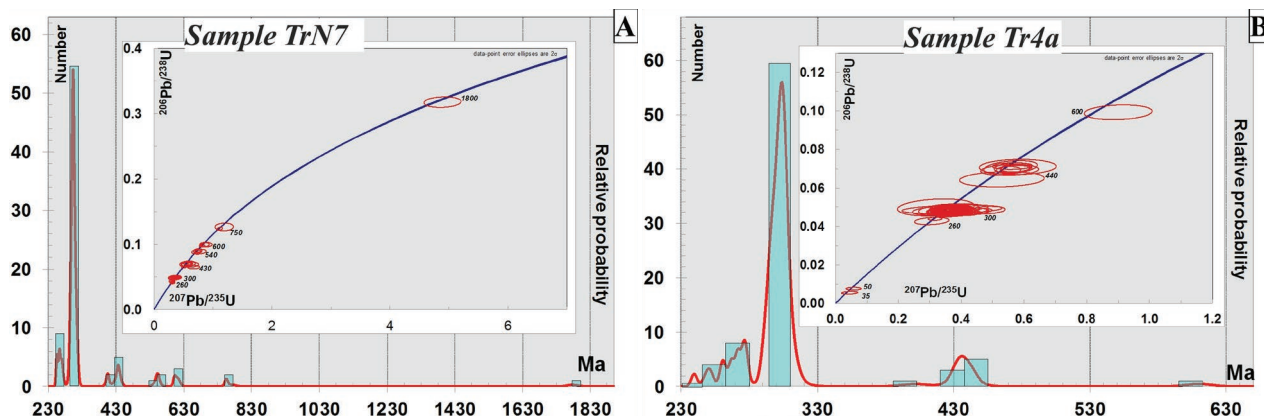 Sample TrN7
A
Number
60
50
40
30
20
10
0
²⁰⁶Pb/²³⁸U
data-point error ellipses are 2σ
0.4
0.3
0.2
0.1
0.0
1800
750
600
540
430
300
260
²⁰⁷Pb/²³⁵U
0 2 4 6
Relative probability
Ma
230 430 630 830 1030 1230 1430 1630 1830
Sample Tr4a
B
Number
60
50
40
30
20
10
0
²⁰⁶Pb/²³⁸U
data-point error ellipses are 2σ
0.12
0.10
0.08
0.06
0.04
0.02
0.00
600
440
300
260
50
35
²⁰⁷Pb/²³⁵U
0.0 0.2 0.4 0.6 0.8 1.0 1.2
Relative probability
Ma
230 330 430 530 630